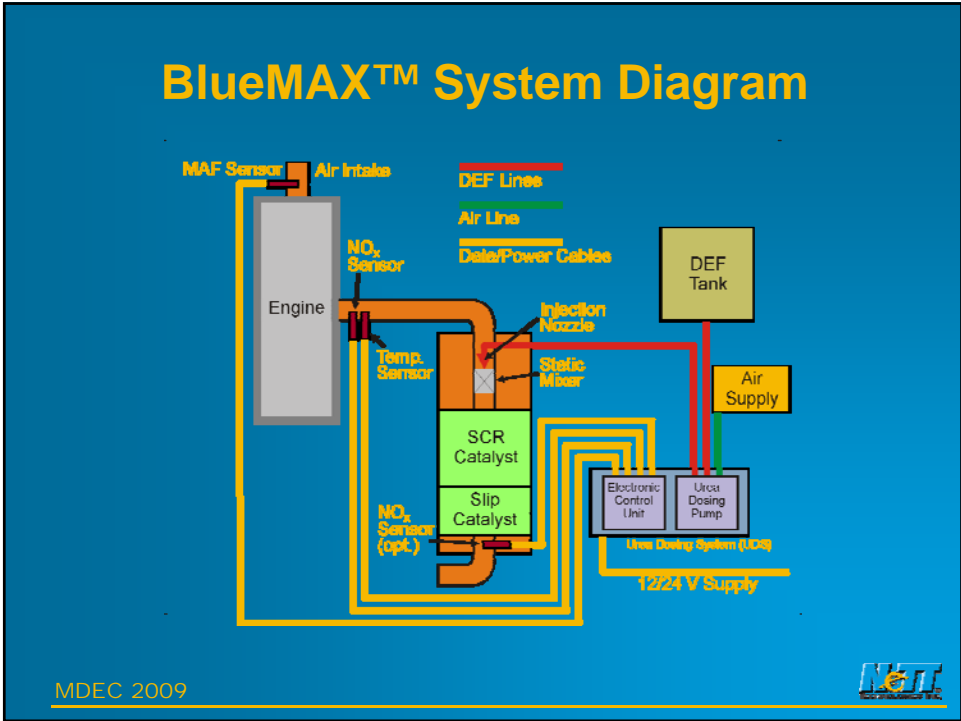 BlueMAX™ System Diagram
MAF Sensor
Air Intake
DEF Lines
Air Line
Data/Power Cables
NOx
Sensor
Engine
DEF
Tank
Injection
Nozzle
Temp.
Sensor
Static
Mixer
Air
Supply
SCR
Catalyst
Slip
Catalyst
Electronic
Control
Unit
Urea
Dosing
Pump
NOx
Sensor
(opt.)
Urea Dosing System (UDS)
12/24 V Supply
MDEC 2009
NETT